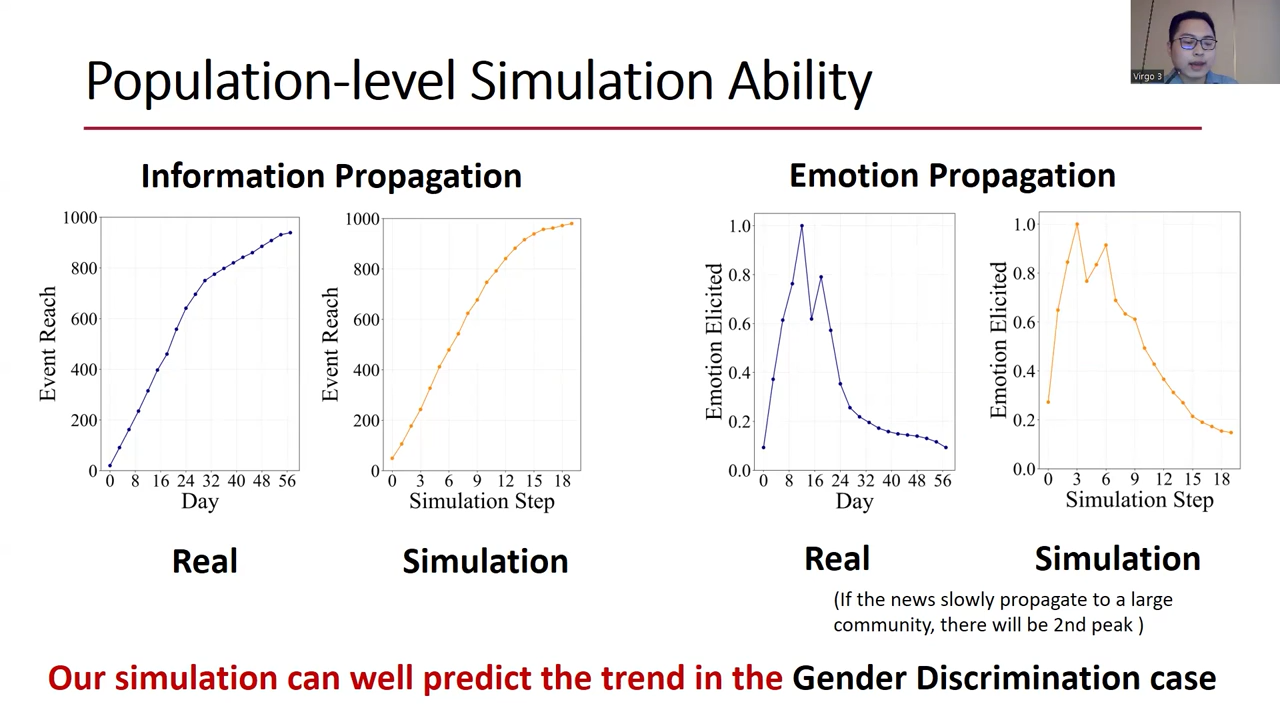 Virgo 3
Population-level Simulation Ability
Information Propagation
Emotion Propagation
1000
800
600
400
200
0
Event Reach
0 8 16 24 32 40 48 56
Day
1000
800
600
400
200
0
Event Reach
0 3 6 9 12 15 18
Simulation Step
1.0
0.8
0.6
0.4
0.2
0.0
Emotion Elicited
0 8 16 24 32 40 48 56
Day
1.0
0.8
0.6
0.4
0.2
0.0
Emotion Elicited
0 3 6 9 12 15 18
Simulation Step
Real
Simulation
Real
Simulation
(If the news slowly propagate to a large
community, there will be 2nd peak )
Our simulation can well predict the trend in the Gender Discrimination case